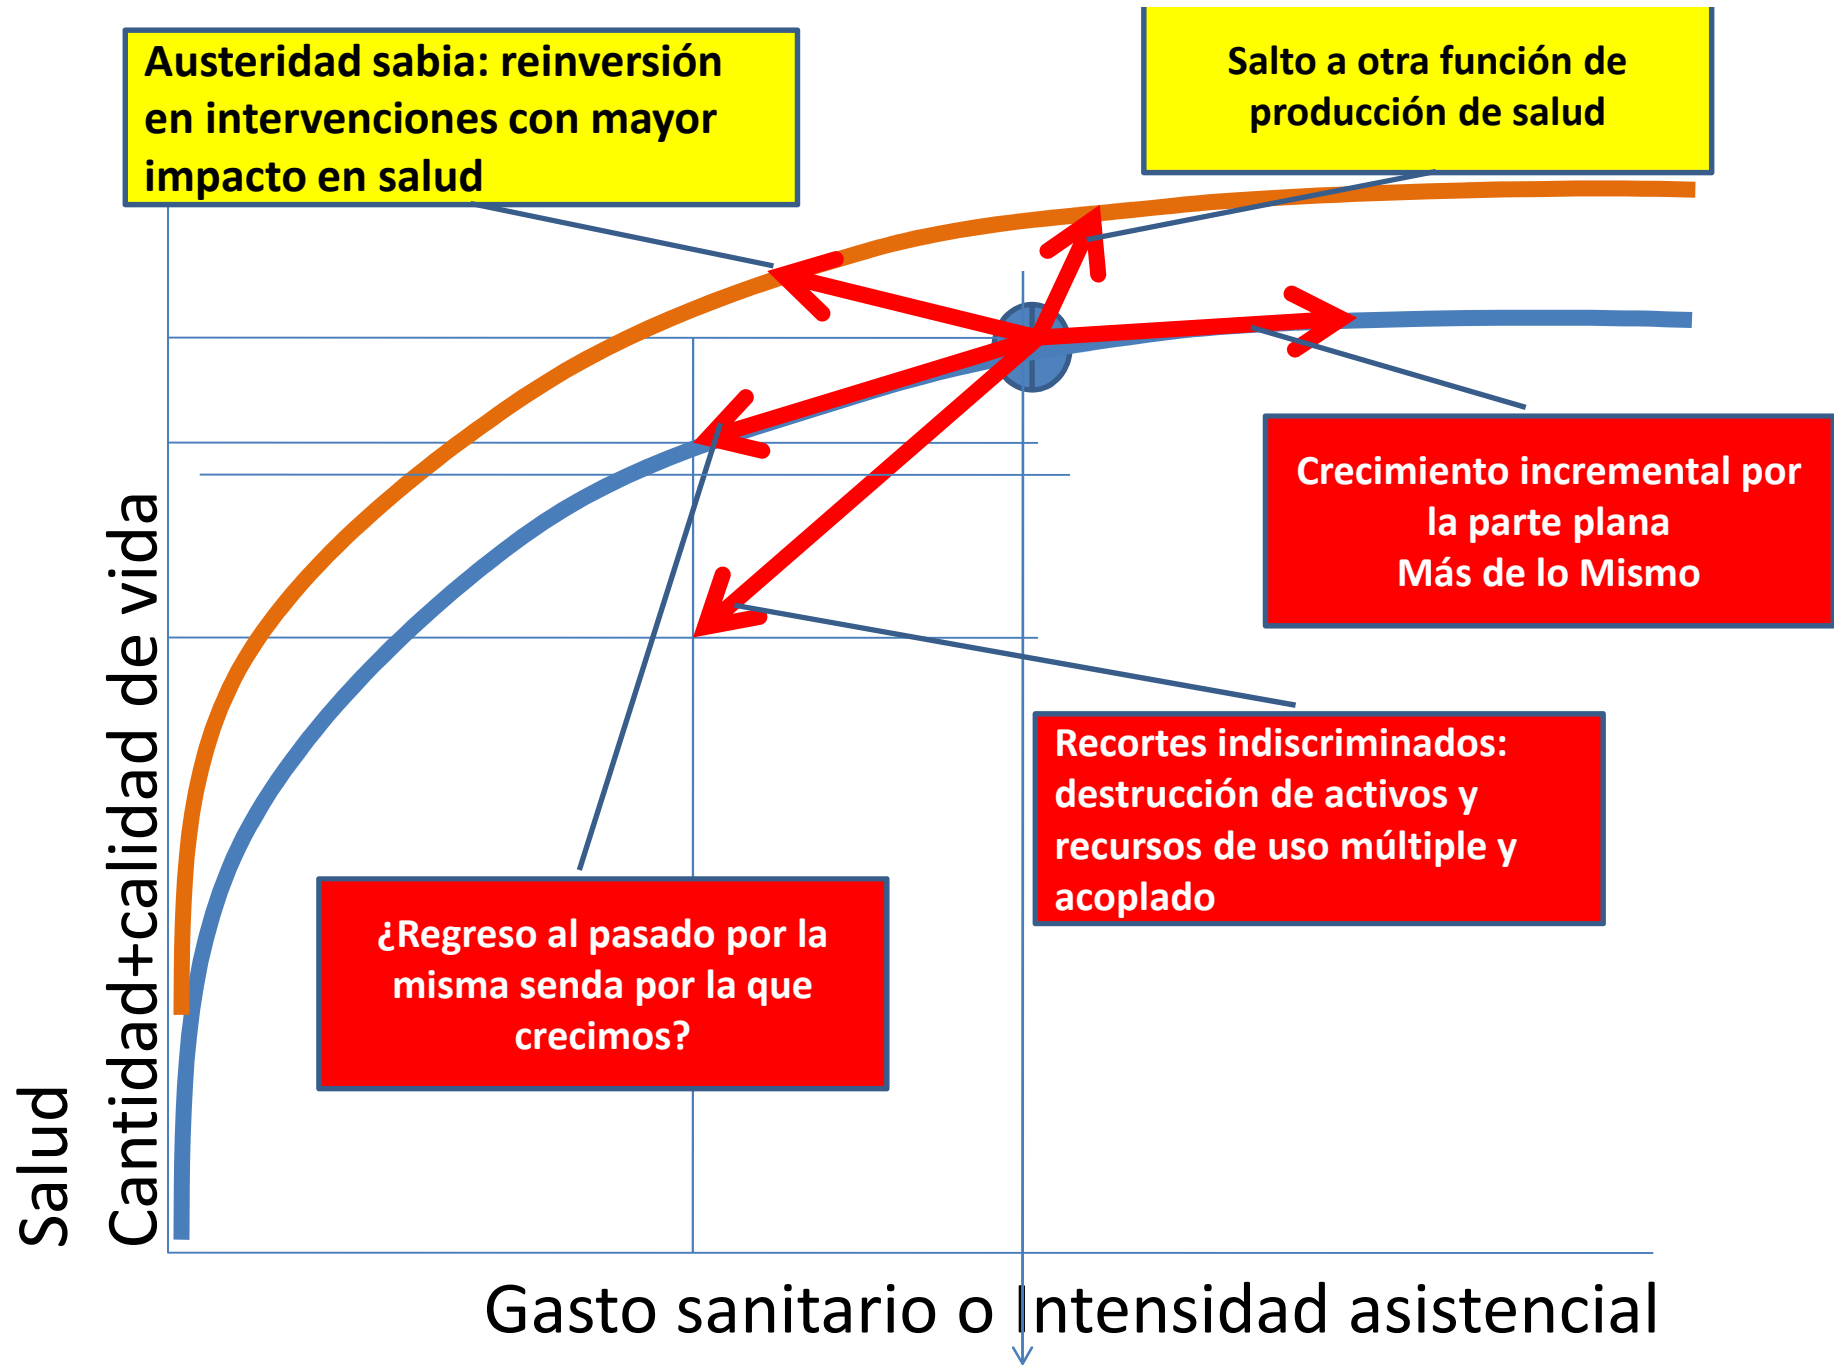 Austeridad sabia: reinversión
en intervenciones con mayor
impacto en salud
Salto a otra función de
producción de salud
Crecimiento incremental por
la parte plana
Más de lo Mismo
Recortes indiscriminados:
destrucción de activos y
recursos de uso múltiple y
acoplado
¿Regreso al pasado por la
misma senda por la que
crecimos?
Salud
Cantidad+calidad de vida
Gasto sanitario o Intensidad asistencial